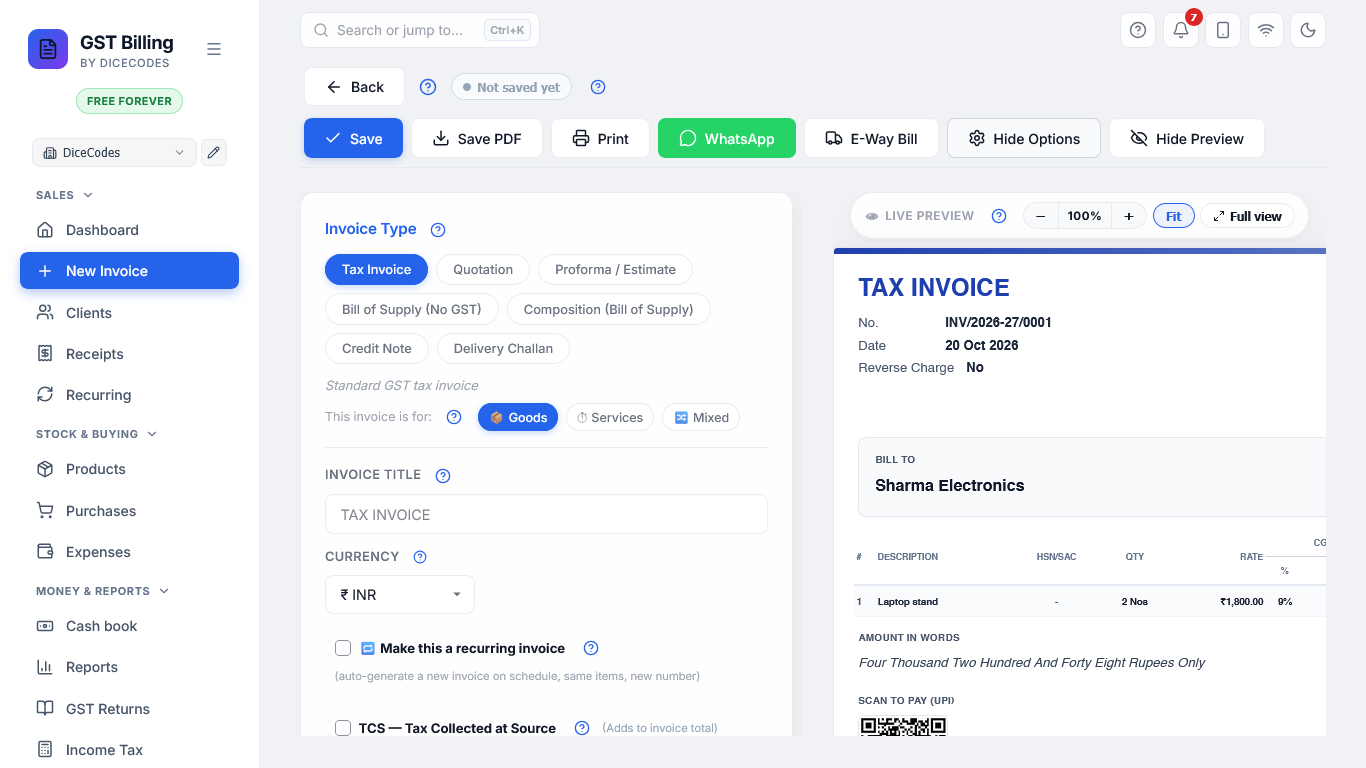 GST Billing
BY DICECODES
FREE FOREVER
DiceCodes
SALES
Dashboard
New Invoice
Clients
Receipts
Recurring
STOCK & BUYING
Products
Purchases
Expenses
MONEY & REPORTS
Cash book
Reports
GST Returns
Income Tax
Search or jump to... Ctrl+K
7
Back Not saved yet
Save Save PDF Print WhatsApp E-Way Bill Hide Options Hide Preview
Invoice Type
Tax Invoice Quotation Proforma / Estimate
Bill of Supply (No GST) Composition (Bill of Supply)
Credit Note Delivery Challan
Standard GST tax invoice
This invoice is for: Goods Services Mixed
INVOICE TITLE
TAX INVOICE
CURRENCY
₹ INR
Make this a recurring invoice
(auto-generate a new invoice on schedule, same items, new number)
TCS — Tax Collected at Source (Adds to invoice total)
LIVE PREVIEW − 100% + Fit Full view
TAX INVOICE
No. INV/2026-27/0001
Date 20 Oct 2026
Reverse Charge No
BILL TO
Sharma Electronics
# DESCRIPTION HSN/SAC QTY RATE CG
%
1 Laptop stand - 2 Nos ₹1,800.00 9%
AMOUNT IN WORDS
Four Thousand Two Hundred And Forty Eight Rupees Only
SCAN TO PAY (UPI)